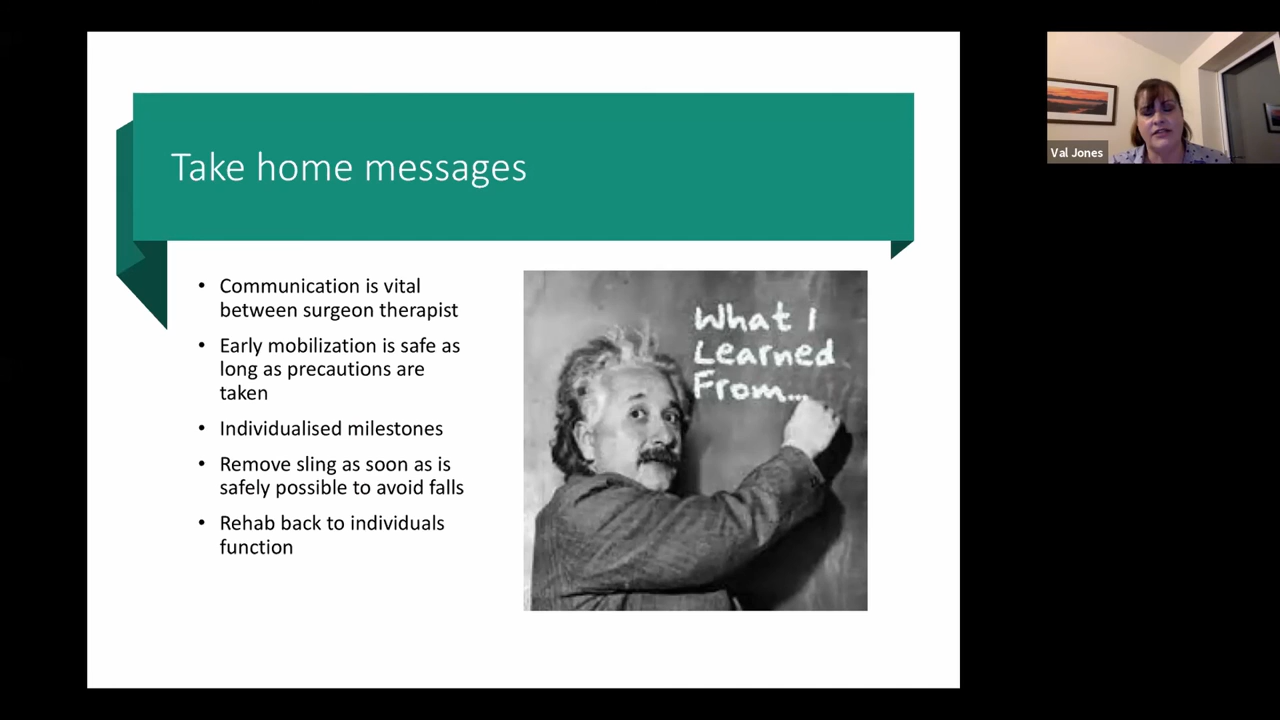 Take home messages
• Communication is vital
between surgeon therapist
• Early mobilization is safe as
long as precautions are
taken
• Individualised milestones
• Remove sling as soon as is
safely possible to avoid falls
• Rehab back to individuals
function
What I
Learned
From...
Val Jones